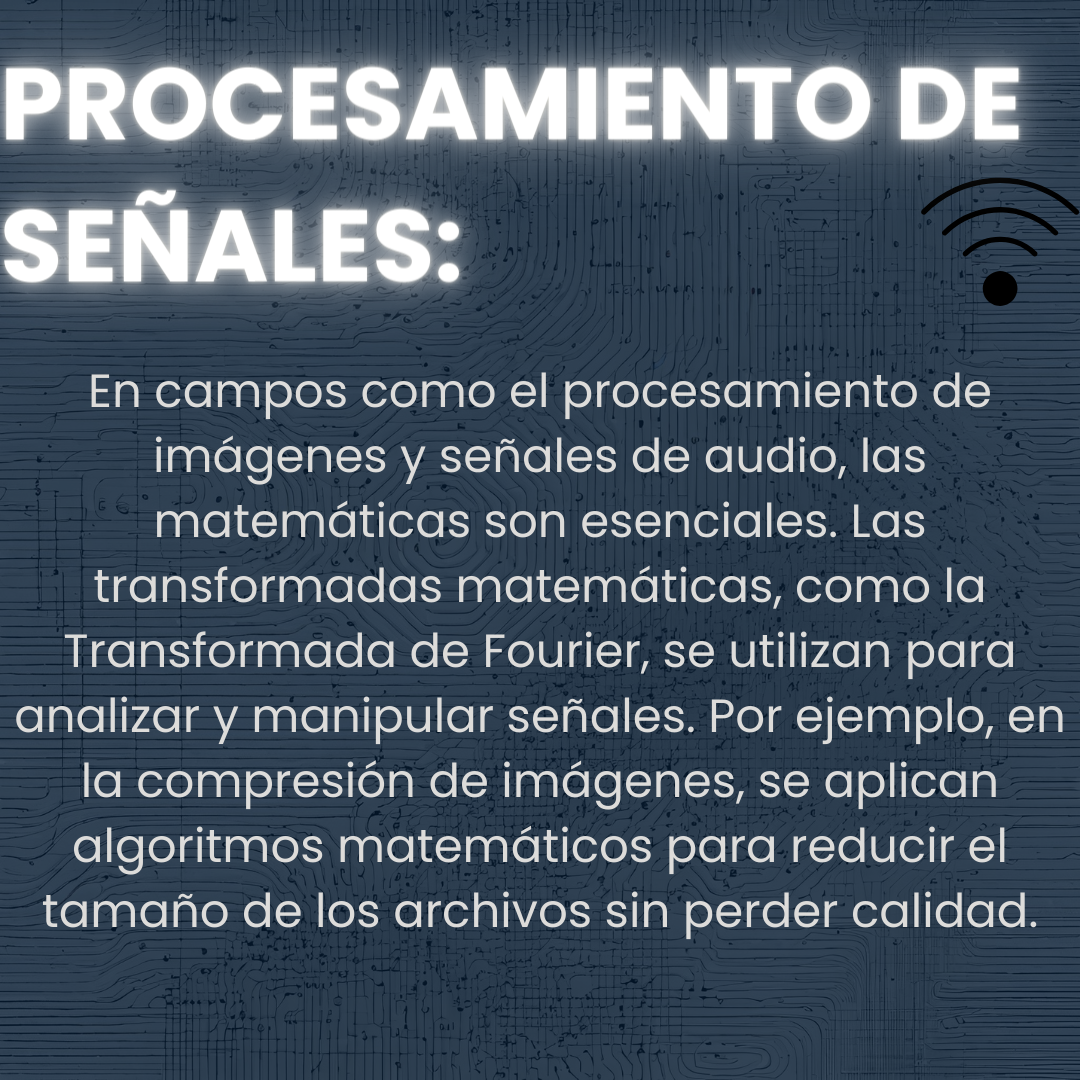 PROCESAMIENTO DE
SEÑALES:
En campos como el procesamiento de
imágenes y señales de audio, las
matemáticas son esenciales. Las
transformadas matemáticas, como la
Transformada de Fourier, se utilizan para
analizar y manipular señales. Por ejemplo, en
la compresión de imágenes, se aplican
algoritmos matemáticos para reducir el
tamaño de los archivos sin perder calidad.